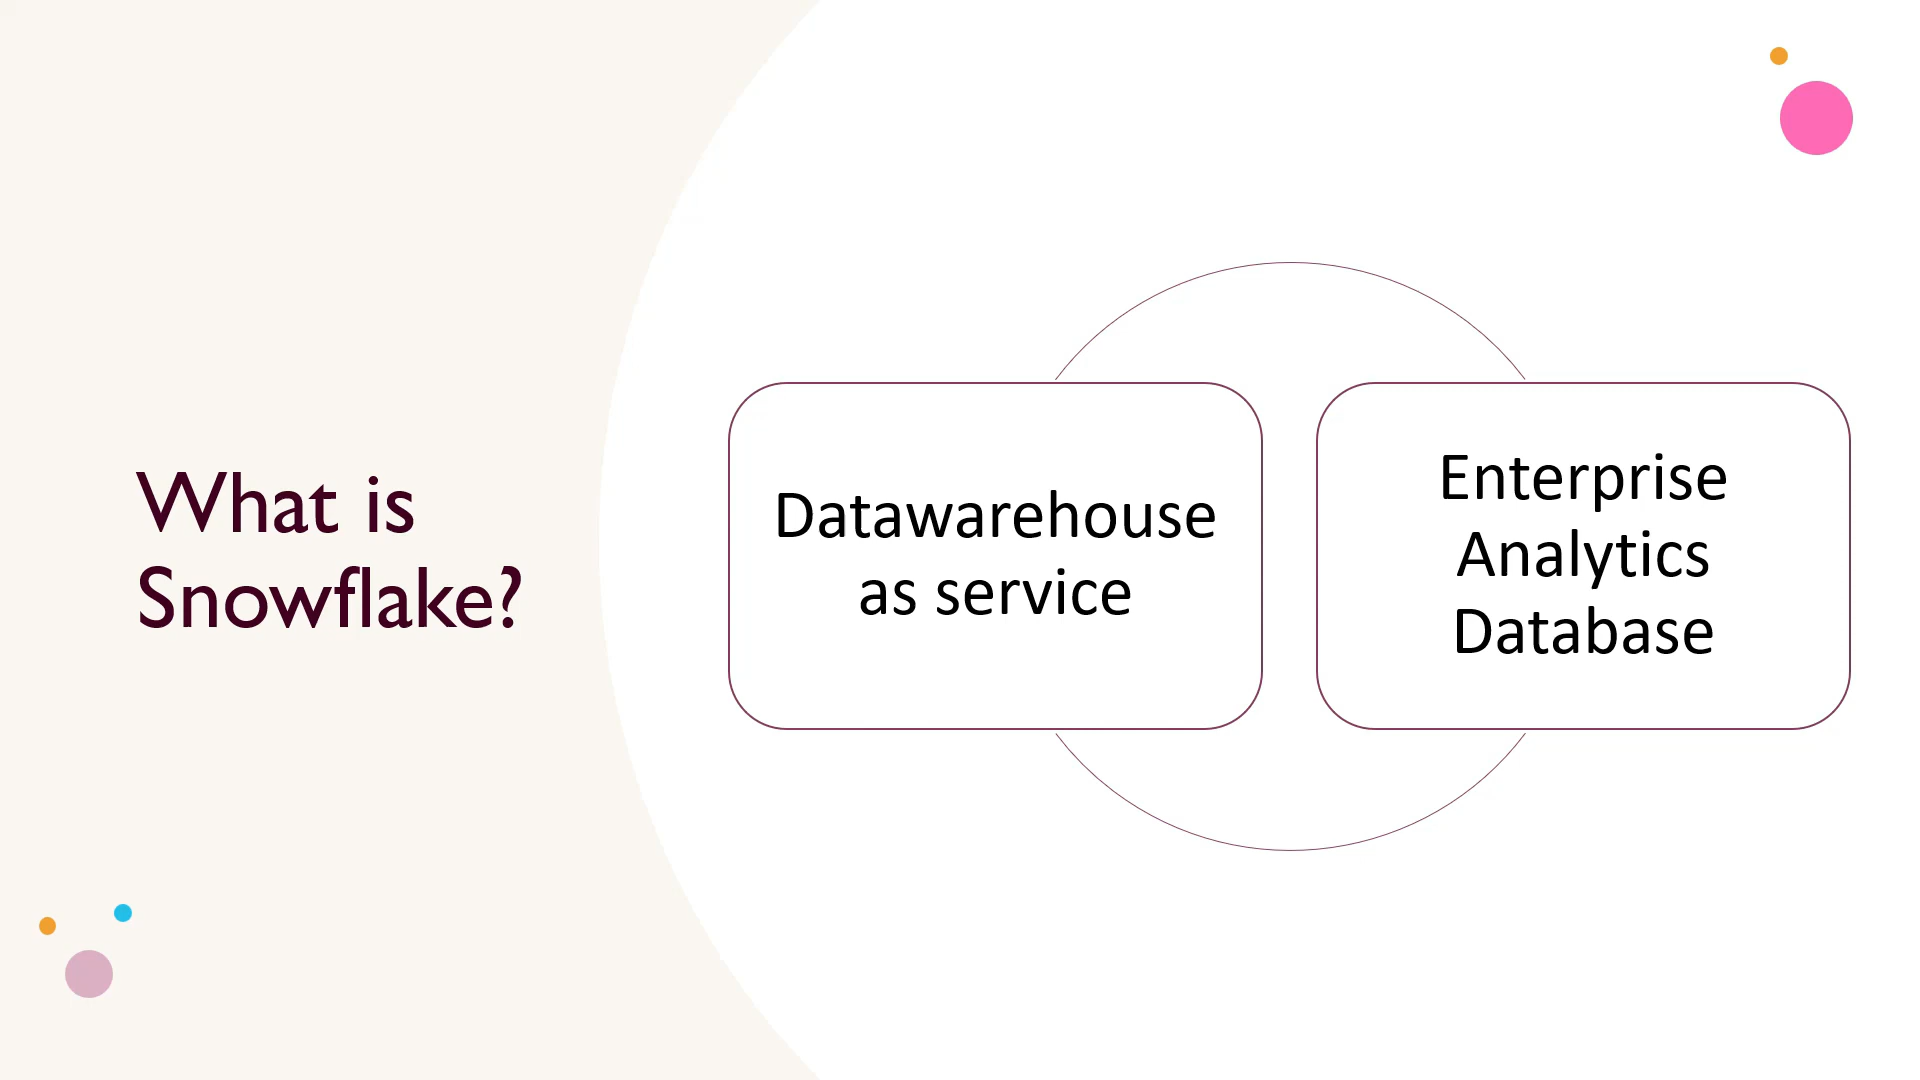 What is
Snowflake?
Datawarehouse
as service
Enterprise
Analytics
Database